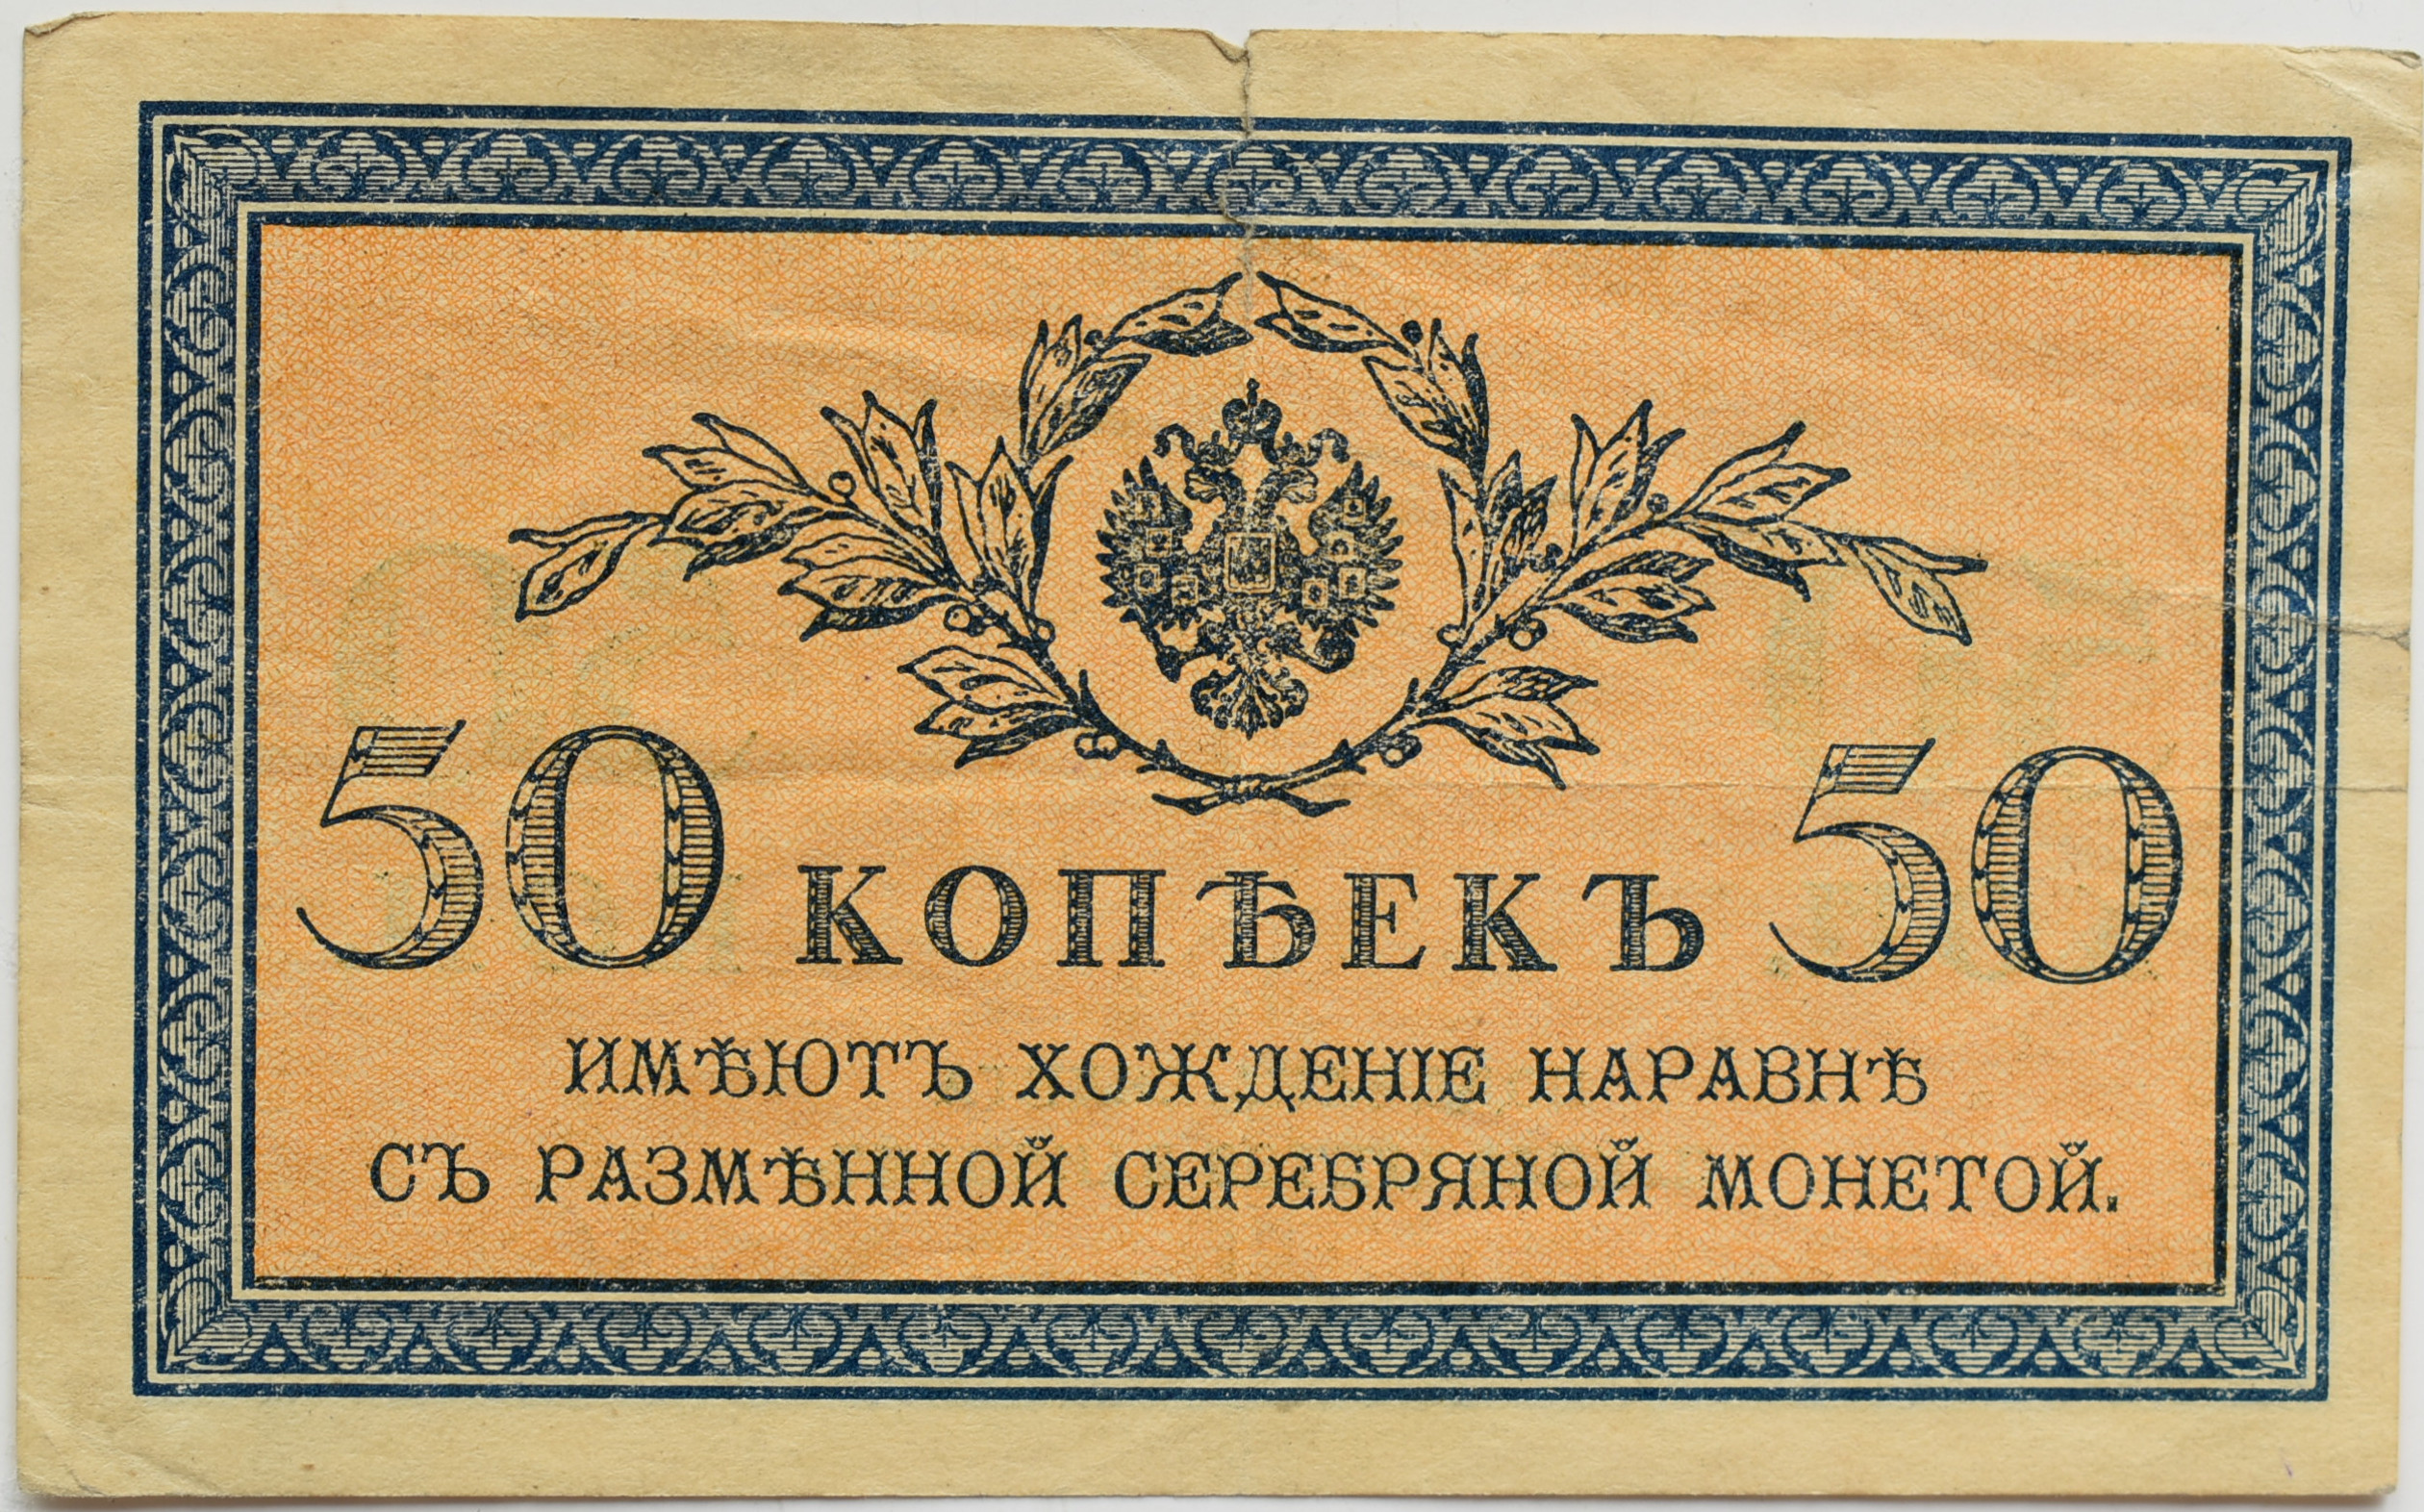 50 КОПѢЕКЪ 50
ИМѢЮТЪ ХОЖДЕНІЕ НАРАВНѢ
СЪ РАЗМѢННОЙ СЕРЕБРЯНОЙ МОНЕТОЙ.